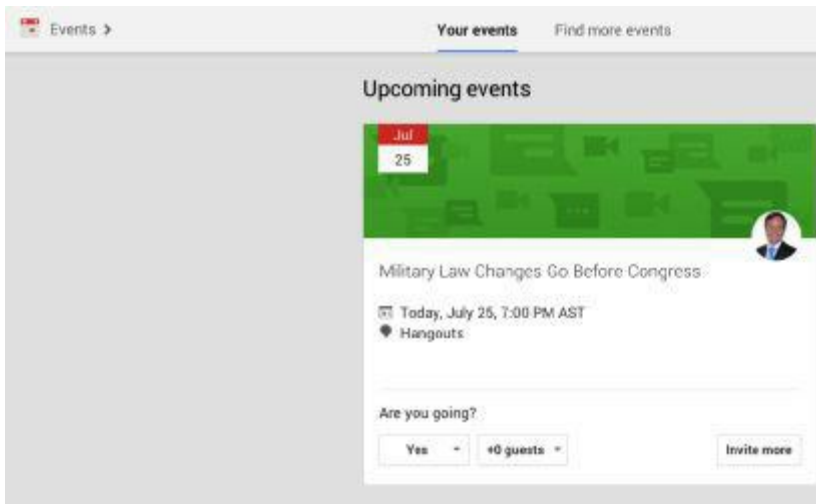 Events >
Your events Find more events
Upcoming events
Jul
25
Military Law Changes Go Before Congress
Today, July 25, 7:00 PM AST
Hangouts
Are you going?
Yes +0 guests Invite more